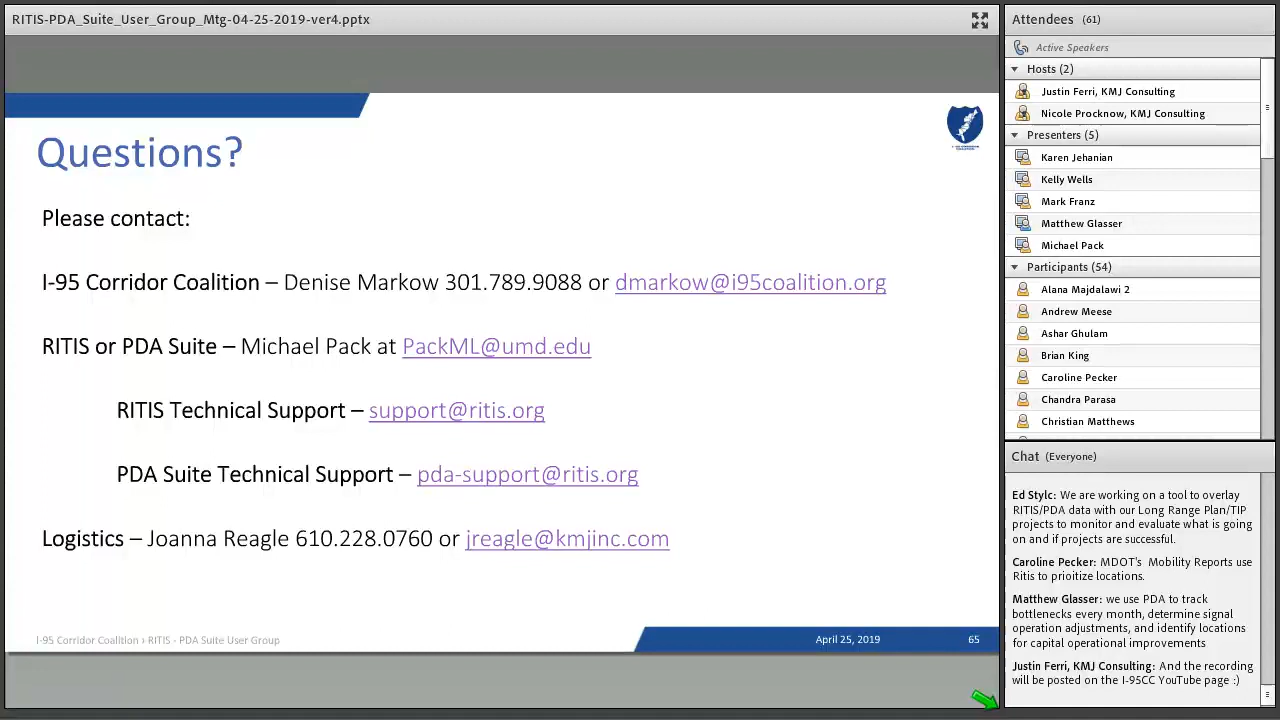 RITIS-PDA_Suite_User_Group_Mtg-04-25-2019-ver4.pptx
Questions?
Please contact:
I-95 Corridor Coalition – Denise Markow 301.789.9088 or dmarkow@i95coalition.org
RITIS or PDA Suite – Michael Pack at PackML@umd.edu
RITIS Technical Support – support@ritis.org
PDA Suite Technical Support – pda-support@ritis.org
Logistics – Joanna Reagle 610.228.0760 or jreagle@kmjinc.com
I-95 Corridor Coalition › RITIS - PDA Suite User Group
April 25, 2019
65
Attendees (61)
Active Speakers
Hosts (2)
Justin Ferri, KMJ Consulting
Nicole Procknow, KMJ Consulting
Presenters (5)
Karen Jehanian
Kelly Wells
Mark Franz
Matthew Glasser
Michael Pack
Participants (54)
Alana Majdalawi 2
Andrew Meese
Ashar Ghulam
Brian King
Caroline Pecker
Chandra Parasa
Christian Matthews
Chat (Everyone)
Ed Stylc: We are working on a tool to overlay
RITIS/PDA data with our Long Range Plan/TIP
projects to monitor and evaluate what is going
on and if projects are successful.
Caroline Pecker: MDOT's Mobility Reports use
Ritis to prioitize locations.
Matthew Glasser: we use PDA to track
bottlenecks every month, determine signal
operation adjustments, and identify locations
for capital operational improvements
Justin Ferri, KMJ Consulting: And the recording
will be posted on the I-95CC YouTube page :)